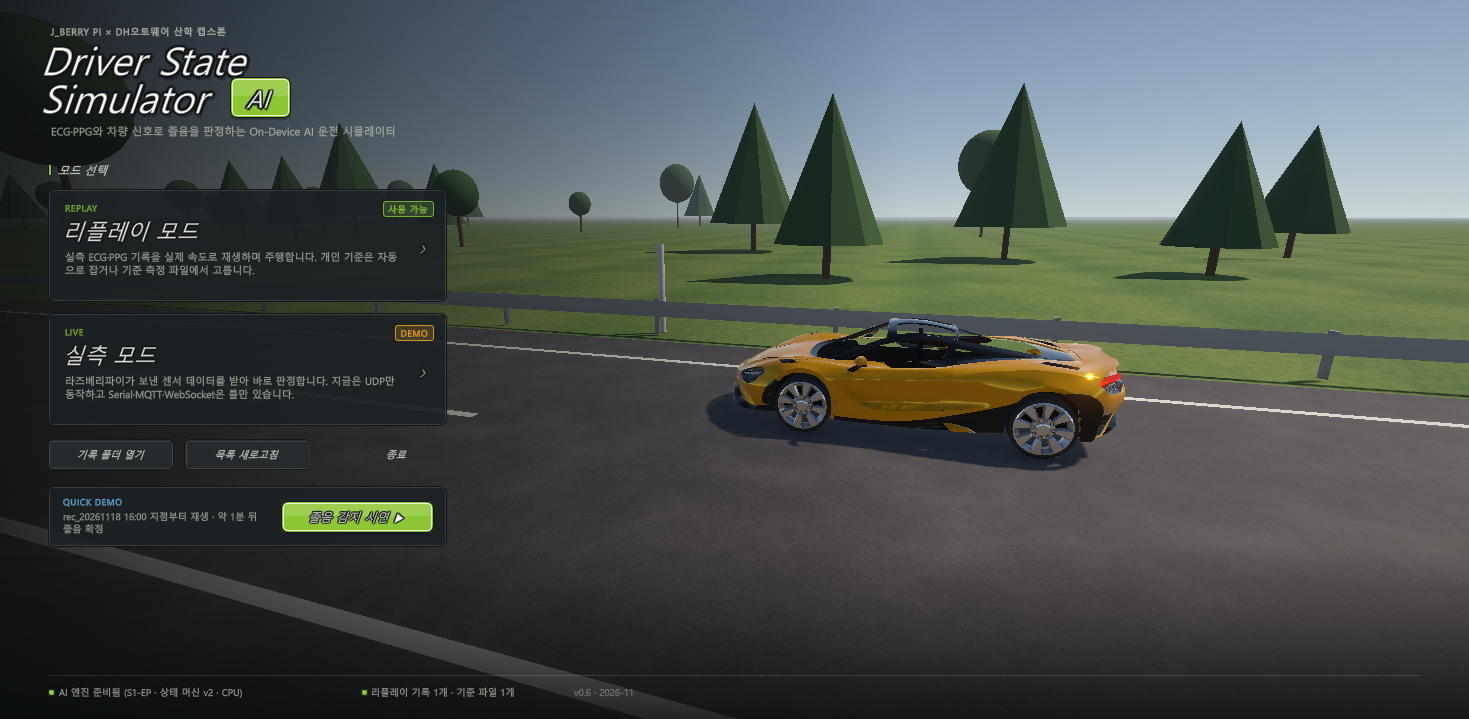 J_BERRY PI × DH오토웨이 산학 캡스톤
Driver State
Simulator AI
ECG·PPG와 차량 신호로 졸음을 판정하는 On-Device AI 운전 시뮬레이터
모드 선택
REPLAY
사용 가능
리플레이 모드
실측 ECG·PPG 기록을 실제 속도로 재생하며 주행합니다. 개인 기준은 자동
으로 잡거나 기준 측정 파일에서 고릅니다.
LIVE
DEMO
실측 모드
라즈베리파이가 보낸 센서 데이터를 받아 바로 판정합니다. 지금은 UDP만
동작하고 Serial·MQTT·WebSocket은 틀만 있습니다.
기록 폴더 열기
목록 새로고침
종료
QUICK DEMO
rec_20261118 16:00 지점부터 재생 · 약 1분 뒤
졸음 확정
졸음 감지 시연 ▶
AI 엔진 준비됨 (S1-EP · 상태 머신 v2 · CPU)
리플레이 기록 1개 · 기준 파일 1개
v0.6 · 2026-11